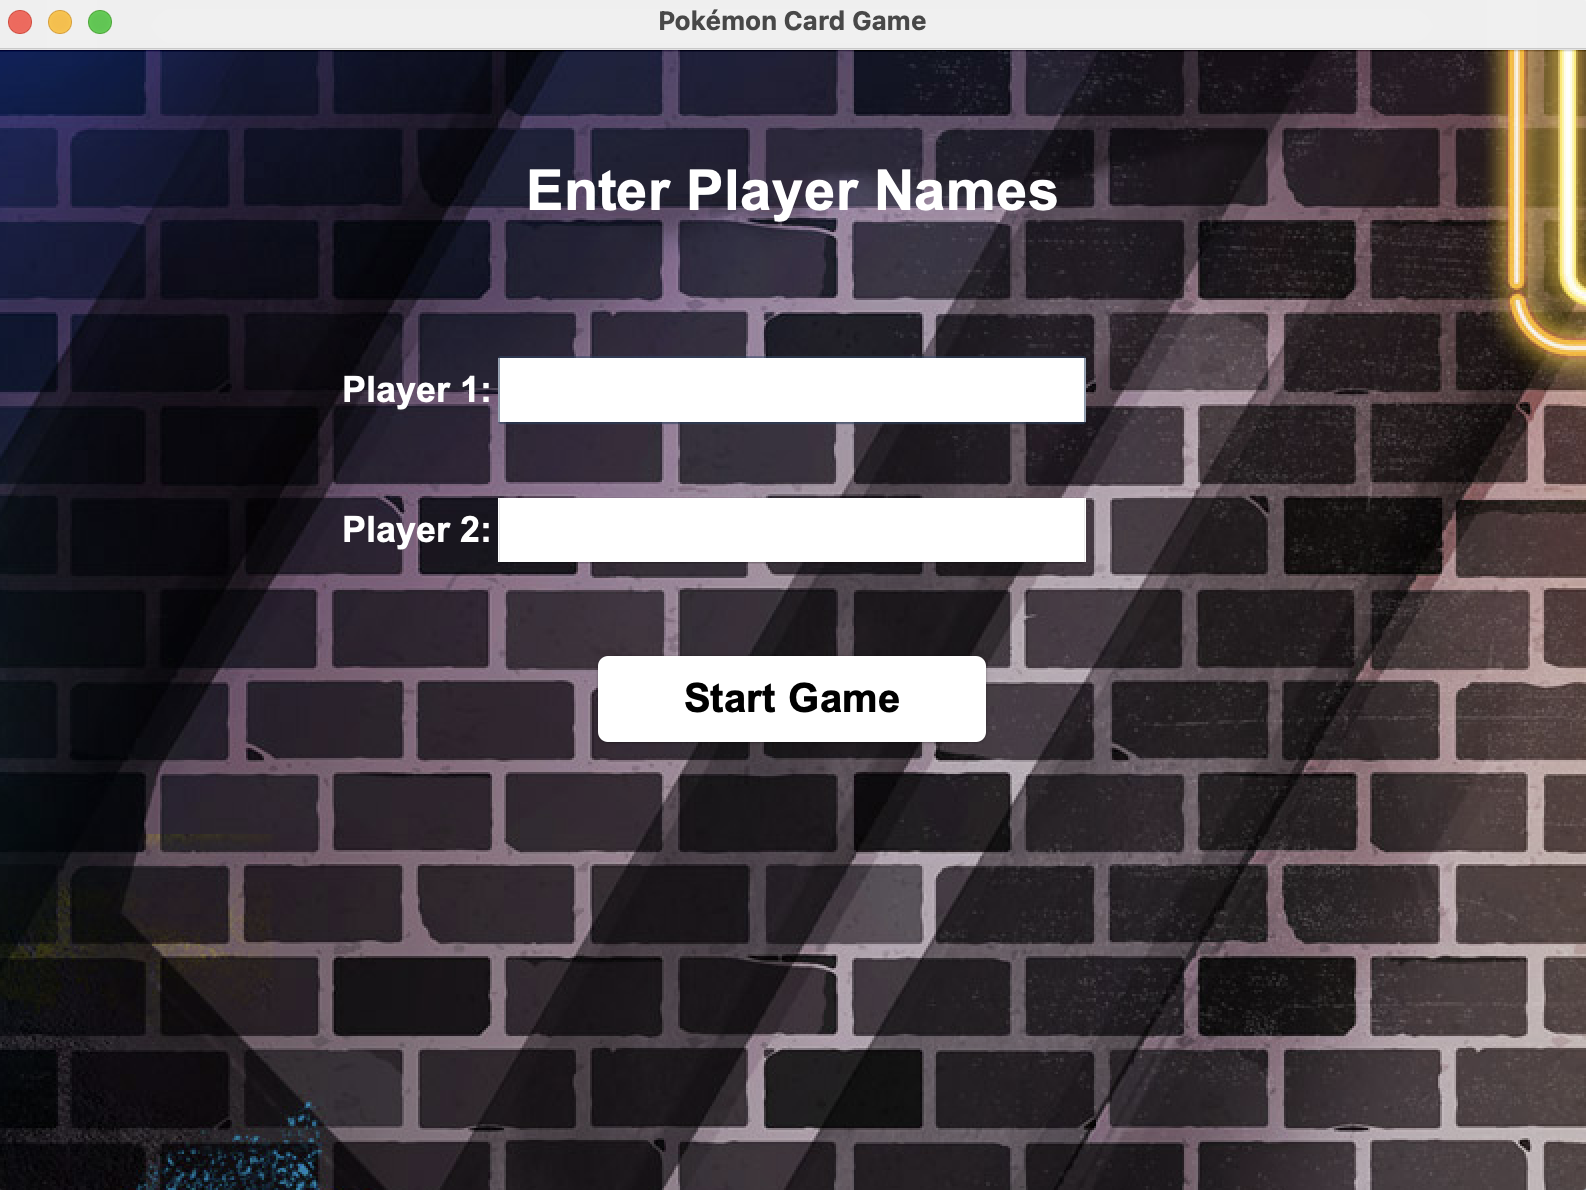 Pokémon Card Game
Enter Player Names
Player 1:
Player 2:
Start Game